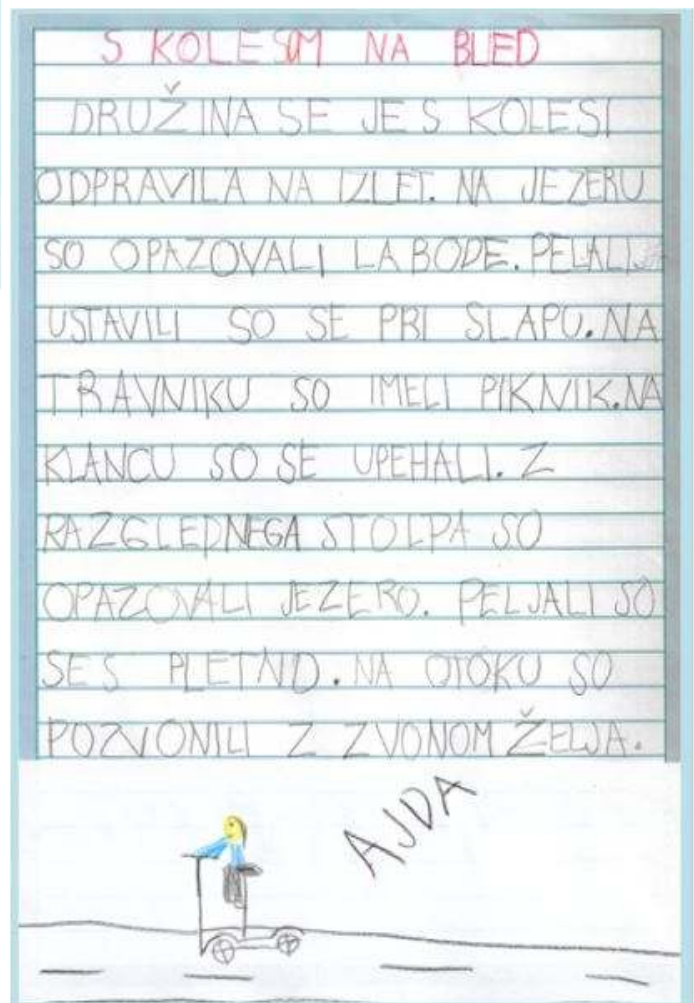 S KOLESOM NA BLED
DRUŽINA SE JE S KOLESI
ODPRAVILA NA IZLET. NA JEZERU
SO OPAZOVALI LABODE.
USTAVILI SO SE PRI SLAPU. NA
TRAVNIKU SO IMELI PIKNIK. NA
KLANCU SO SE UPEHALI. Z
RAZGLEDNEGA STOLPA SO
OPAZOVALI JEZERO. PELJALI SO
SE S PLETNO. NA OTOKU SO
POZVONILI Z ZVONOM ŽELJA.
AJDA